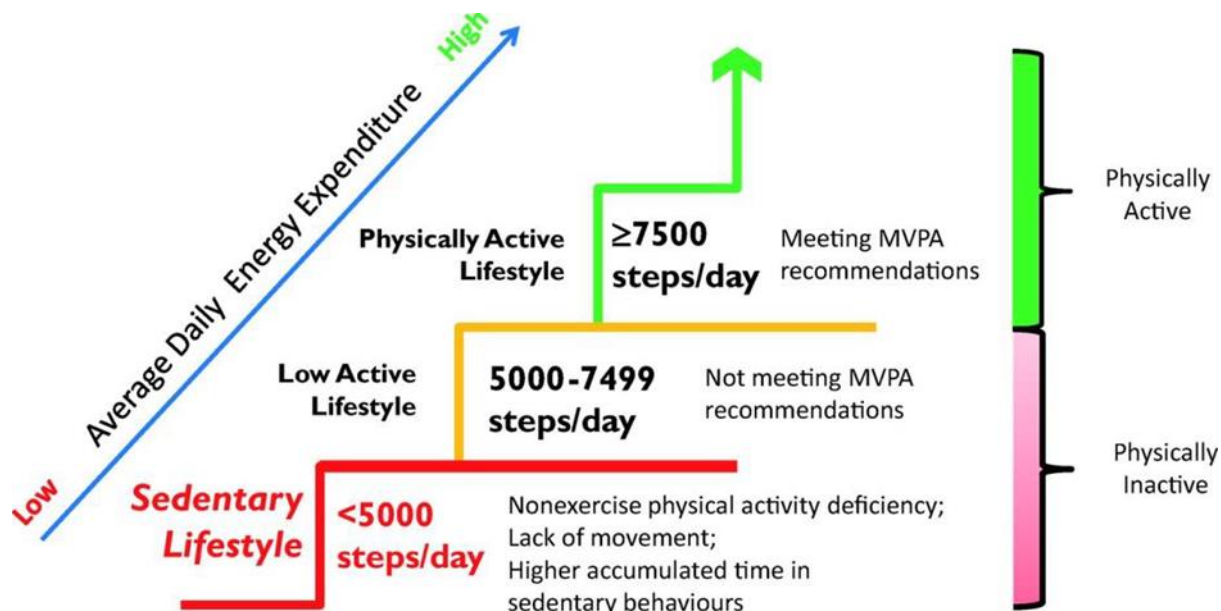 High
Average Daily Energy Expenditure
Low
Physically Active
Lifestyle
≥7500
steps/day
Meeting MVPA
recommendations
Low Active
Lifestyle
5000-7499
steps/day
Not meeting MVPA
recommendations
Sedentary
Lifestyle
<5000
steps/day
Nonexercise physical activity deficiency;
Lack of movement;
Higher accumulated time in
sedentary behaviours
Physically
Active
Physically
Inactive